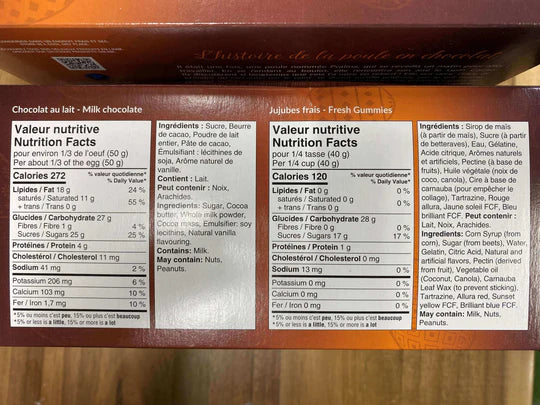 L'histoire de la poule en chocolat
Chocolat au lait - Milk chocolate
Valeur nutritive
Nutrition Facts
pour environ 1/3 de l'oeuf (50 g)
Per about 1/3 of the egg (50 g)
Calories 272
% valeur quotidienne*
% Daily Value*
Lipides / Fat 18 g 24 %
saturés / Saturated 11 g
+ trans / Trans 0 g 55 %
Glucides / Carbohydrate 27 g
Fibres / Fibre 1 g 4 %
Sucres / Sugars 25 g 25 %
Protéines / Protein 4 g
Cholestérol / Cholesterol 11 mg
Sodium 41 mg 2 %
Potassium 206 mg 6 %
Calcium 103 mg 10 %
Fer / Iron 1,7 mg 10 %
*5% ou moins c'est peu, 15% ou plus c'est beaucoup
*5% or less is a little, 15% or more is a lot
Ingrédients : Sucre, Beurre
de cacao, Poudre de lait
entier, Pâte de cacao,
Émulsifiant : lécithines de
soja, Arôme naturel de
vanille.
Contient : Lait.
Peut contenir : Noix,
Arachides.
Ingredients: Sugar, Cocoa
butter, Whole milk powder,
Cocoa mass, Emulsifier: soy
lecithins, Natural vanilla
flavouring.
Contains: Milk.
May contain: Nuts,
Peanuts.
Jujubes frais - Fresh Gummies
Valeur nutritive
Nutrition Facts
pour 1/4 tasse (40 g)
Per 1/4 cup (40 g)
Calories 120
% valeur quotidienne*
% Daily Value*
Lipides / Fat 0 g 0 %
saturés / Saturated 0 g
+ trans / Trans 0 g 0 %
Glucides / Carbohydrate 28 g
Fibres / Fibre 0 g 0 %
Sucres / Sugars 17 g 17 %
Protéines / Protein 1 g
Cholestérol / Cholesterol 0 mg
Sodium 13 mg 0 %
Potassium 0 mg 0 %
Calcium 0 mg 0 %
Fer / Iron 0 mg 0 %
*5% ou moins c'est peu, 15% ou plus c'est beaucoup
*5% or less is a little, 15% or more is a lot
Ingrédients : Sirop de maïs
(à partir de maïs), Sucre (à partir
de betteraves), Eau, Gélatine,
Acide citrique, Arômes naturels
et artificiels, Pectine (à base de
fruits), Huile végétale (noix de
coco, canola), Cire à base de
carnauba (pour empêcher le
collage), Tartrazine, Rouge
allura, Jaune soleil FCF, Bleu
brilliant FCF. Peut contenir :
Lait, Noix, Arachides.
Ingredients: Corn Syrup (from
corn), Sugar (from beets), Water,
Gelatin, Citric Acid, Natural and
artificial flavors, Pectin (derived
from fruit), Vegetable oil
(Coconut, Canola), Carnauba
Leaf Wax (to prevent sticking),
Tartrazine, Allura red, Sunset
yellow FCF, Brilliant blue FCF.
May contain: Milk, Nuts,
Peanuts.